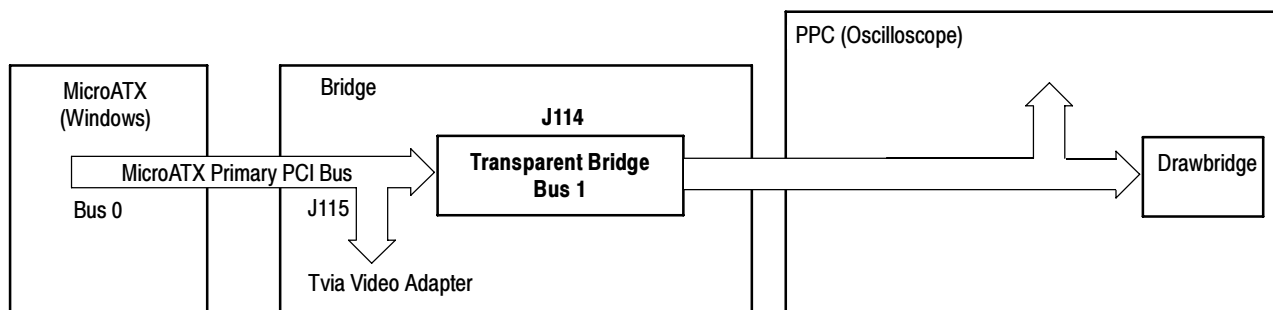 PPC (Oscilloscope)
MicroATX
(Windows)
Bridge
J114
MicroATX Primary PCI Bus
Transparent Bridge
Bus 1
Drawbridge
Bus 0
J115
Tvia Video Adapter